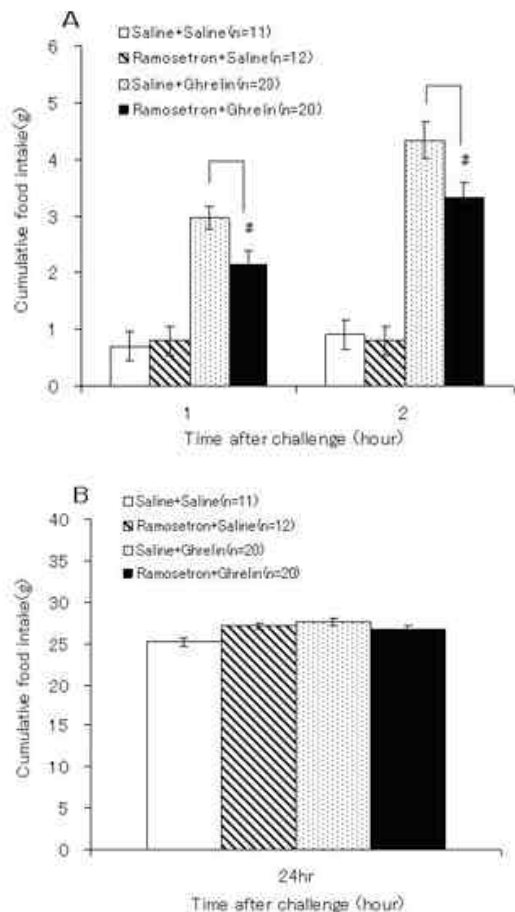 A
Saline+Saline(n=11)
Ramosetron+Saline(n=12)
Saline+Ghrelin(n=20)
Ramosetron+Ghrelin(n=20)
Cumulative food intake(g)
6
5
4
3
2
1
0
#
#
1 2
Time after challenge (hour)
B
Saline+Saline(n=11)
Ramosetron+Saline(n=12)
Saline+Ghrelin(n=20)
Ramosetron+Ghrelin(n=20)
Cumulative food intake(g)
40
35
30
25
20
15
10
5
0
24hr
Time after challenge (hour)